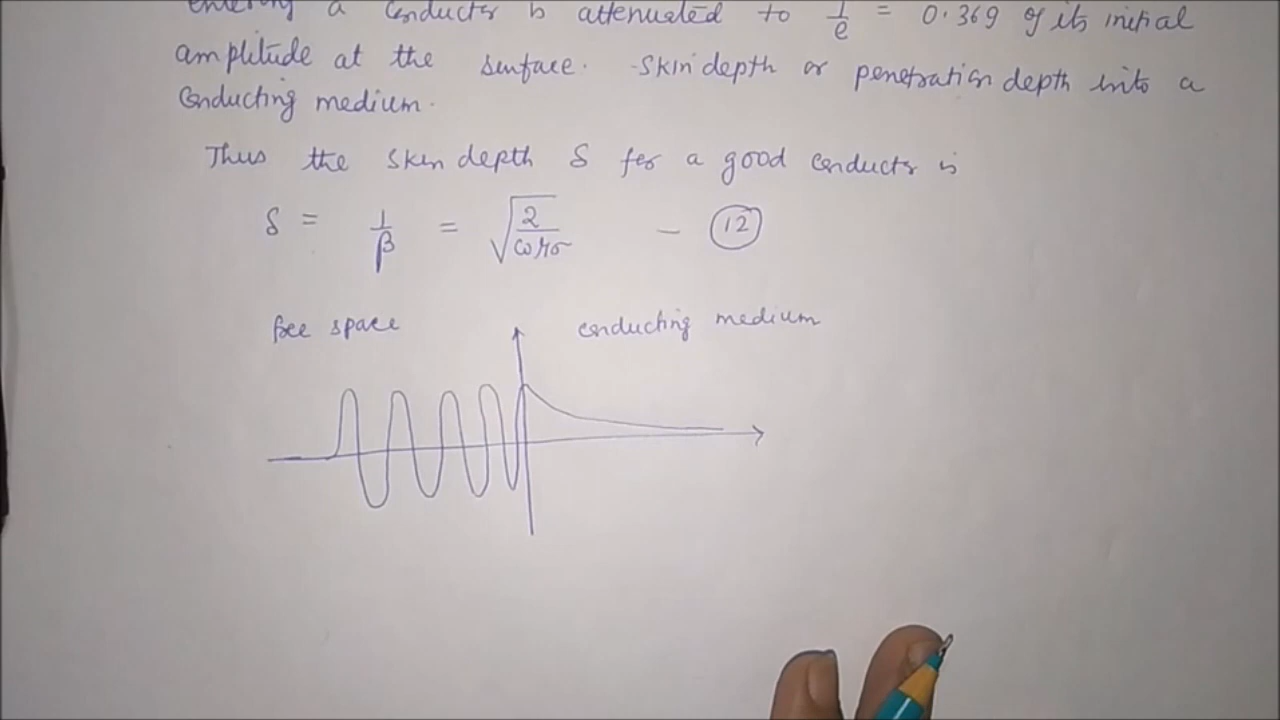 entering a conductor is attenuated to 1/e = 0.369 of its initial
amplitude at the surface. Skin depth or penetration depth into a
conducting medium.
Thus the skin depth δ for a good conductor is
δ = 1/β = √(2/ωμσ) - (12)
free space conducting medium